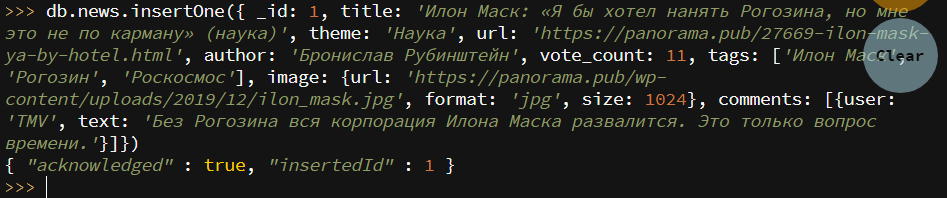 >>> db.news.insertOne({ _id: 1, title: 'Илон Маск: «Я бы хотел нанять Рогозина, но мне
это не по карману» (наука)', theme: 'Наука', url: 'https://panorama.pub/27669-ilon-mask-
ya-by-hotel.html', author: 'Бронислав Рубинштейн', vote_count: 11, tags: ['Илон Маск',
Clear
'Рогозин', 'Роскосмос'], image: {url: 'https://panorama.pub/wp-
content/uploads/2019/12/ilon_mask.jpg', format: 'jpg', size: 1024}, comments: [{user:
'TMV', text: 'Без Рогозина вся корпорация Илона Маска развалится. Это только вопрос
времени.'}]})
{ "acknowledged" : true, "insertedId" : 1 }
>>>